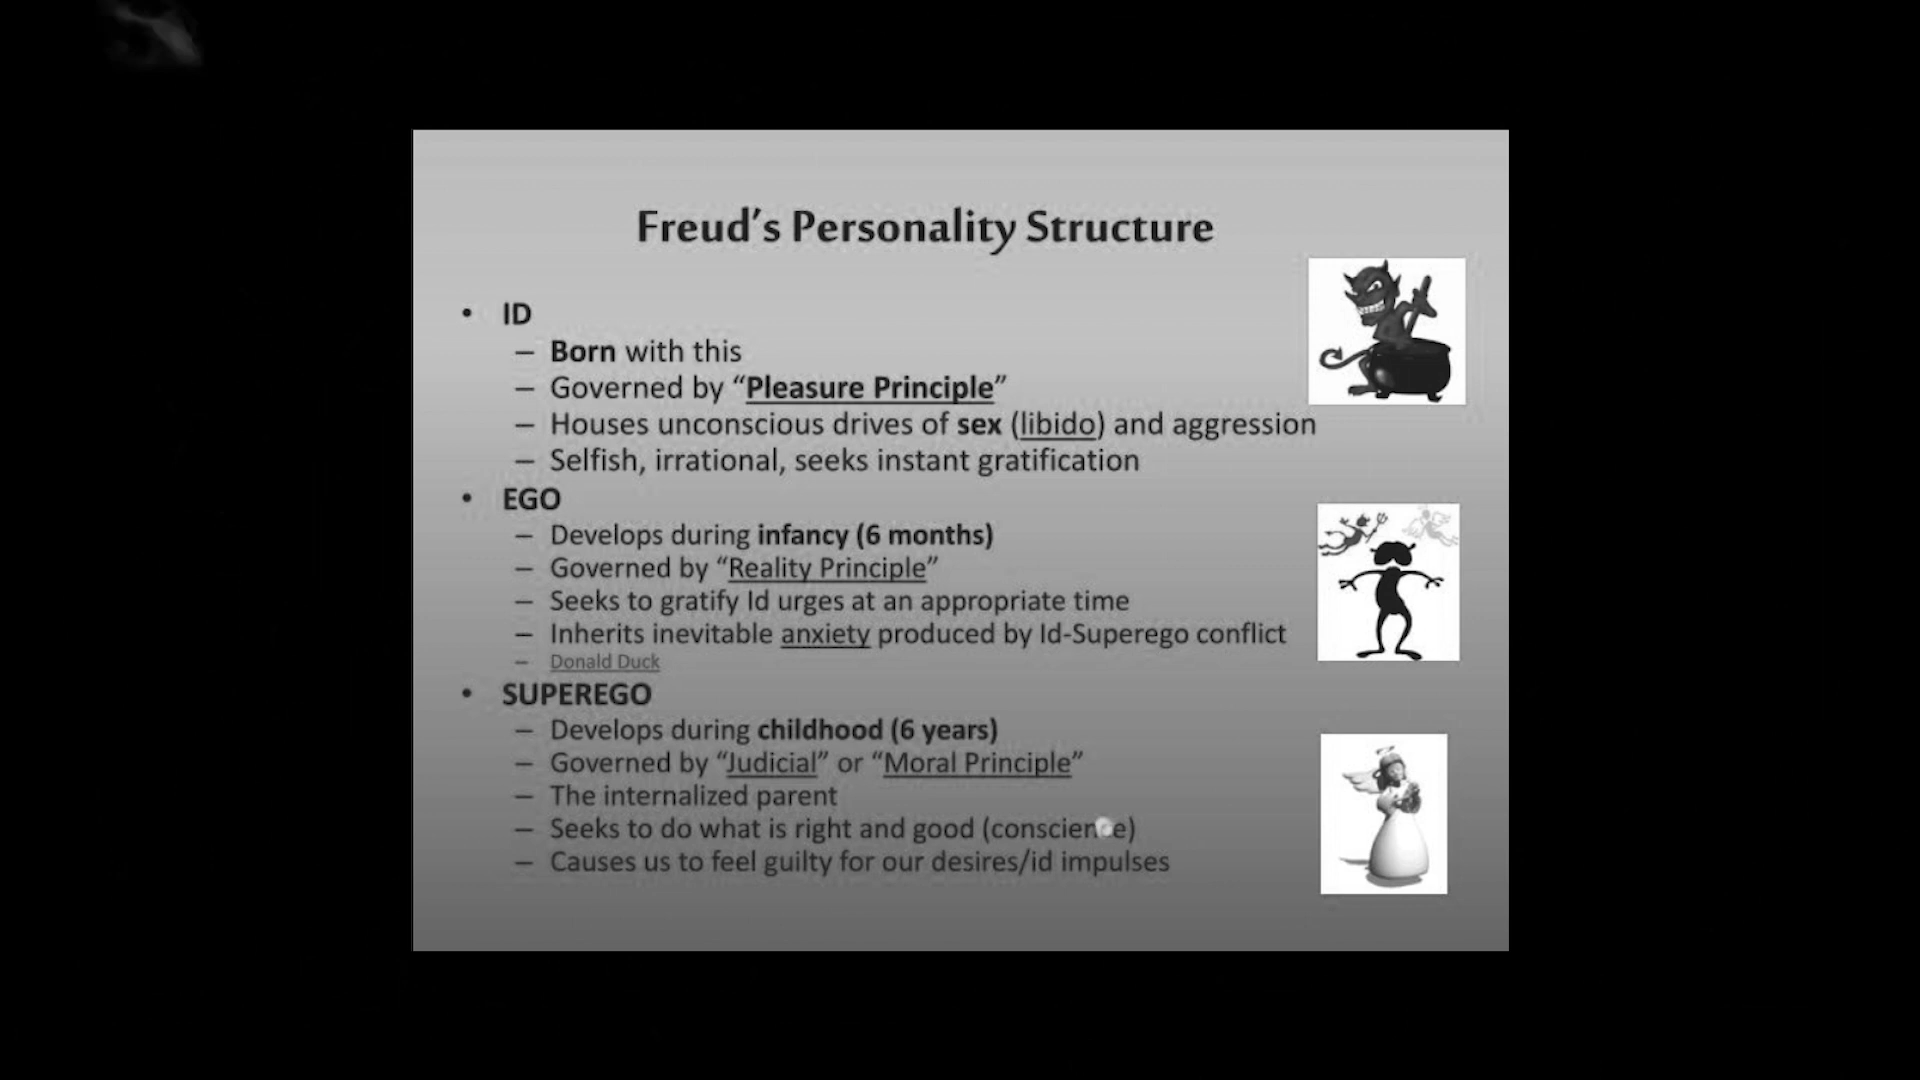 Freud’s Personality Structure
• ID
– Born with this
– Governed by “Pleasure Principle”
– Houses unconscious drives of sex (libido) and aggression
– Selfish, irrational, seeks instant gratification
• EGO
– Develops during infancy (6 months)
– Governed by “Reality Principle”
– Seeks to gratify Id urges at an appropriate time
– Inherits inevitable anxiety produced by Id-Superego conflict
– Donald Duck
• SUPEREGO
– Develops during childhood (6 years)
– Governed by “Judicial” or “Moral Principle”
– The internalized parent
– Seeks to do what is right and good (conscience)
– Causes us to feel guilty for our desires/id impulses